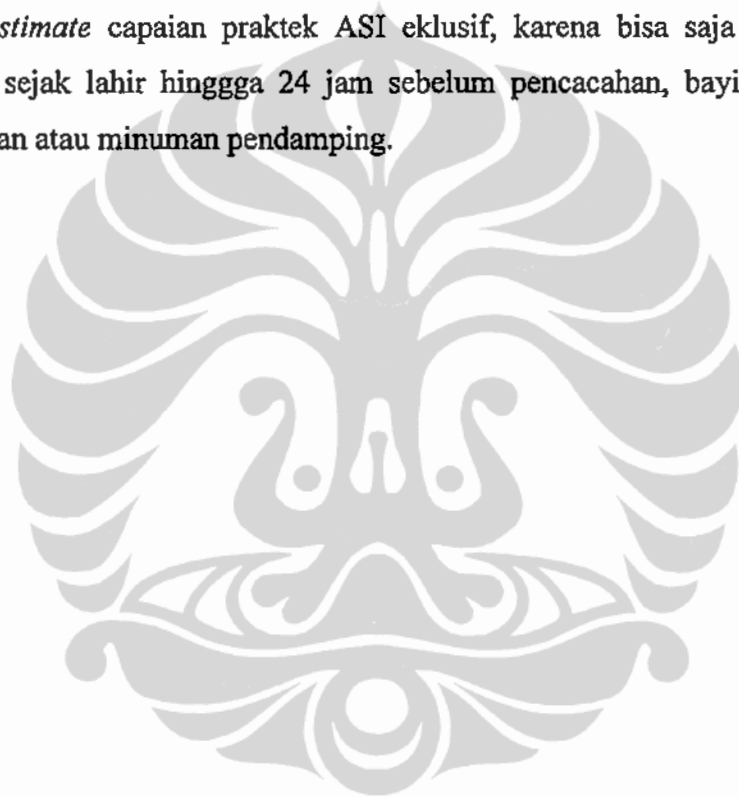 stimate capaian praktek ASI eklusif, karena bisa saja
sejak lahir hinggga 24 jam sebelum pencacahan, bayi
an atau minuman pendamping.